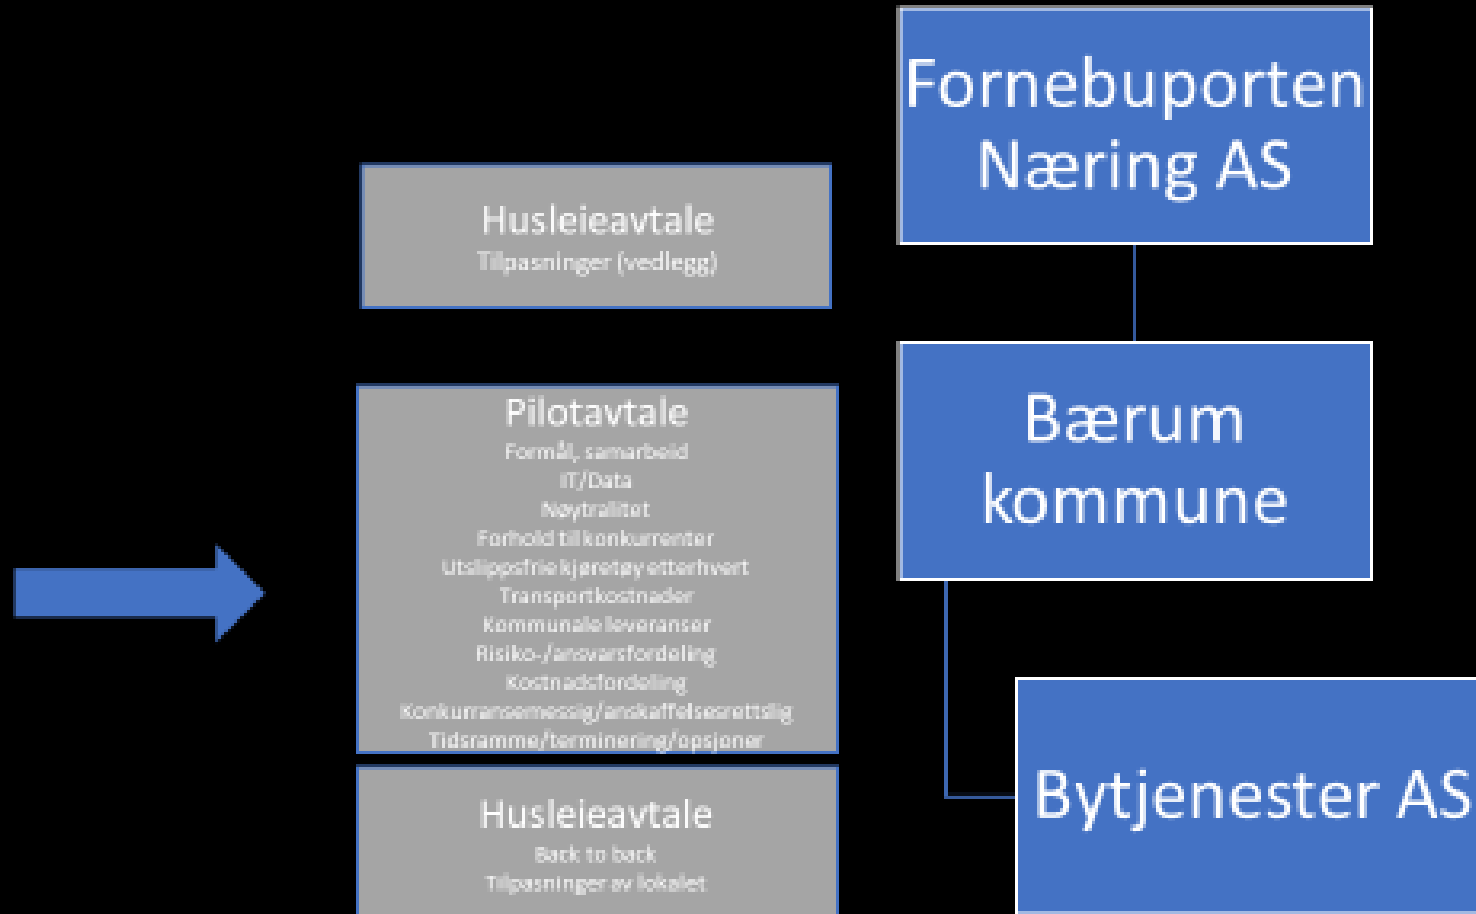 Fornebuporten
Næring AS
Husleieavtale
Tilpasninger (vedlegg)
Bærum
kommune
Pilotavtale
Formål, samarbeid
IT/Data
Nøytralitet
Forhold til konkurrenter
Utslippsfrie kjøretøy etterhvert
Transportkostnader
Kommunale leveranser
Risiko-/ansvarsfordeling
Kostnadsfordeling
Konkurransemessig/anskaffelsesrettslig
Tidsramme/terminering/opsjoner
Bytjenester AS
Husleieavtale
Back to back
Tilpasninger av lokalet